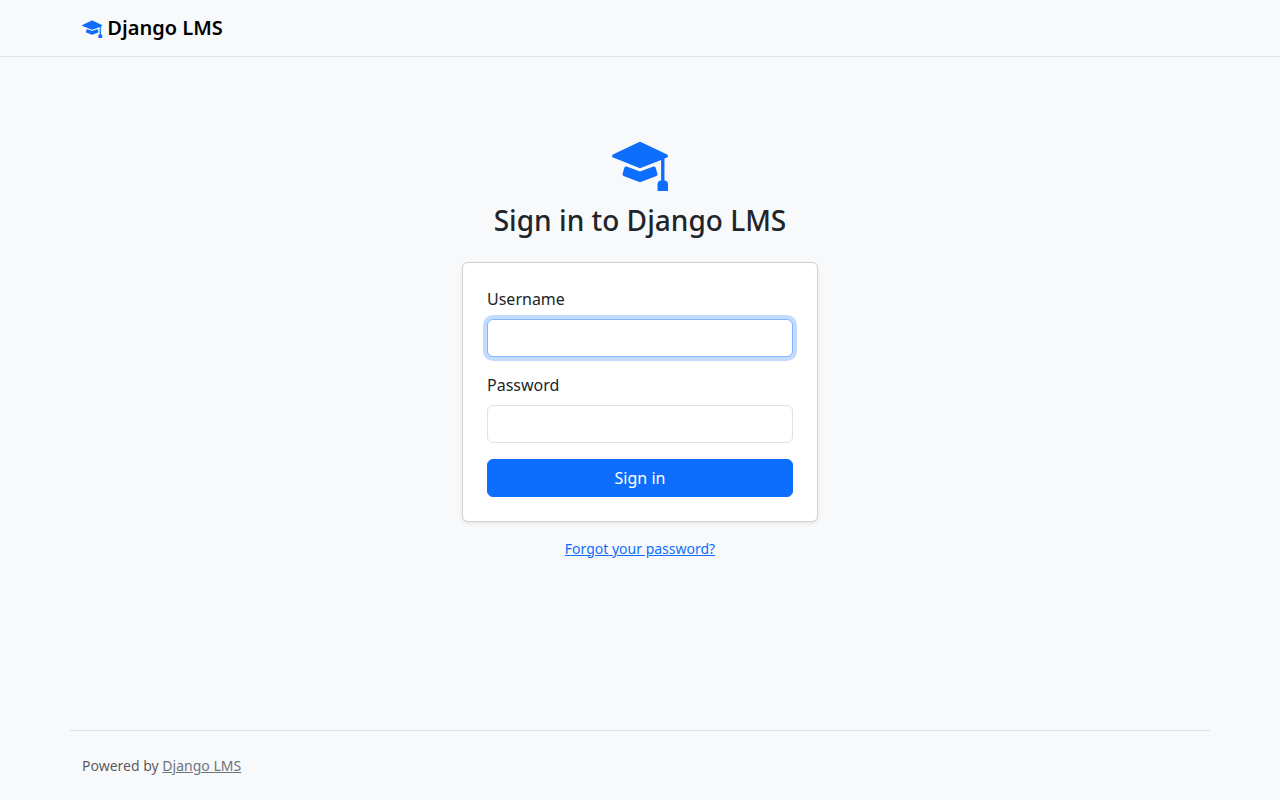 Django LMS
Sign in to Django LMS
Username
Password
Sign in
Forgot your password?
Powered by Django LMS